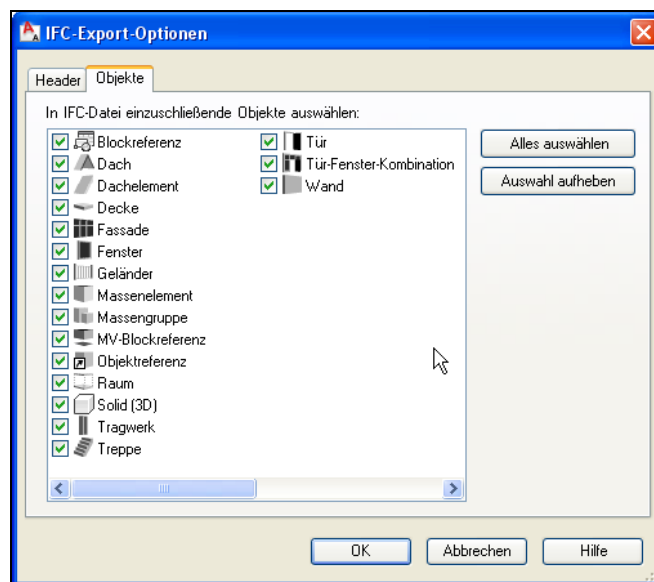 IFC-Export-Optionen
Header Objekte
In IFC-Datei einzuschließende Objekte auswählen:
Blockreferenz
Dach
Dachelement
Decke
Fassade
Fenster
Geländer
Massenelement
Massengruppe
MV-Blockreferenz
Objektreferenz
Raum
Solid (3D)
Tragwerk
Treppe
Tür
Tür-Fenster-Kombination
Wand
Alles auswählen
Auswahl aufheben
OK Abbrechen Hilfe